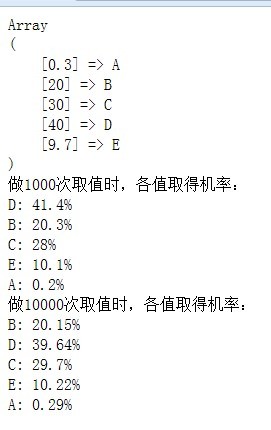 Array
(
    [0.3] => A
    [20] => B
    [30] => C
    [40] => D
    [9.7] => E
)
做1000次取值时，各值取得机率：
D: 41.4%
B: 20.3%
C: 28%
E: 10.1%
A: 0.2%
做10000次取值时，各值取得机率：
B: 20.15%
D: 39.64%
C: 29.7%
E: 10.22%
A: 0.29%